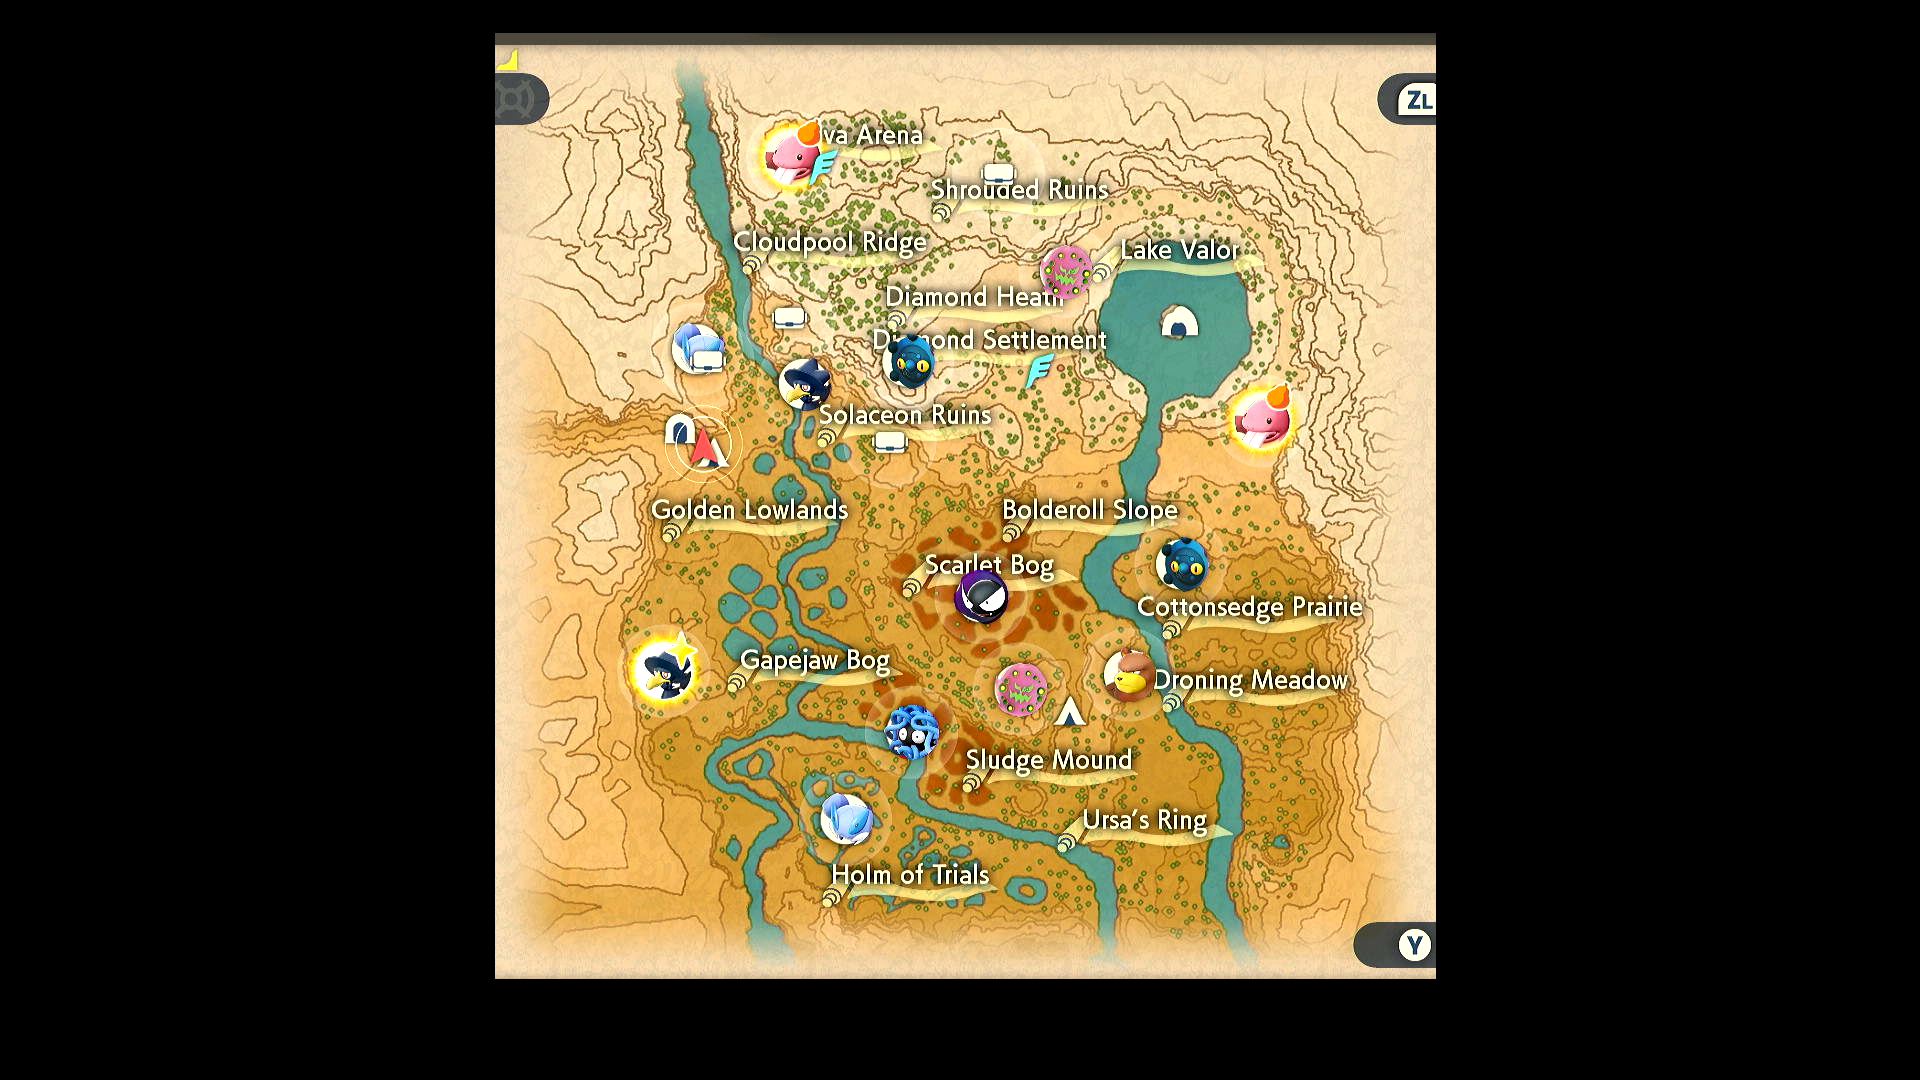 ZL
va Arena
Shrouded Ruins
Cloudpool Ridge
Lake Valor
Diamond Heath
Diamond Settlement
Solaceon Ruins
Golden Lowlands
Bolderoll Slope
Scarlet Bog
Cottonsedge Prairie
Gapejaw Bog
Droning Meadow
Sludge Mound
Ursa's Ring
Holm of Trials
Y